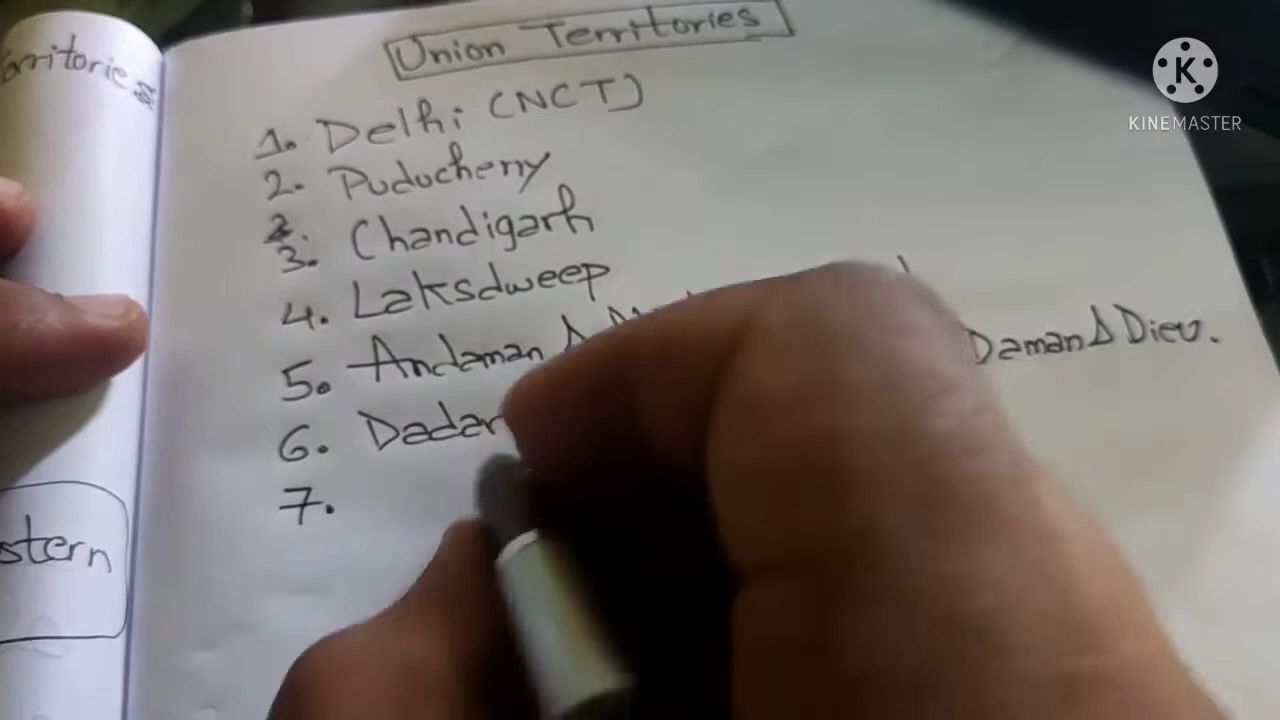 Union Territories
1. Delhi (NCT)
2. Puducherry
2.
3. Chandigarh
4. Laksdweep
5. Andaman &
6. Dadar Daman & Dieu.
7.
stern
KINEMASTER